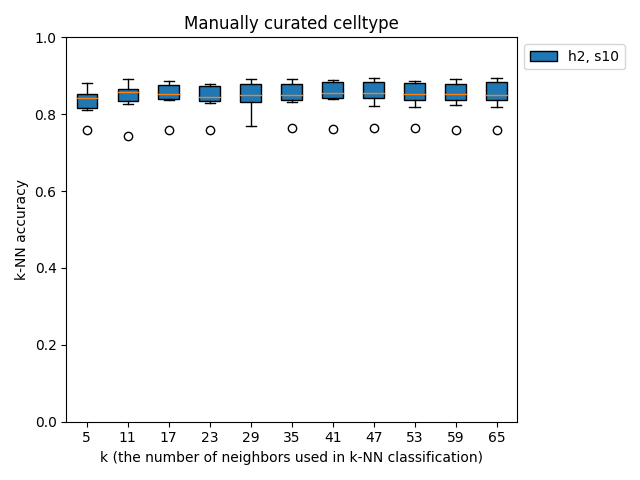 Manually curated celltype
h2, s10
k-NN accuracy
1.0
0.8
0.6
0.4
0.2
0.0
5 11 17 23 29 35 41 47 53 59 65
k (the number of neighbors used in k-NN classification)